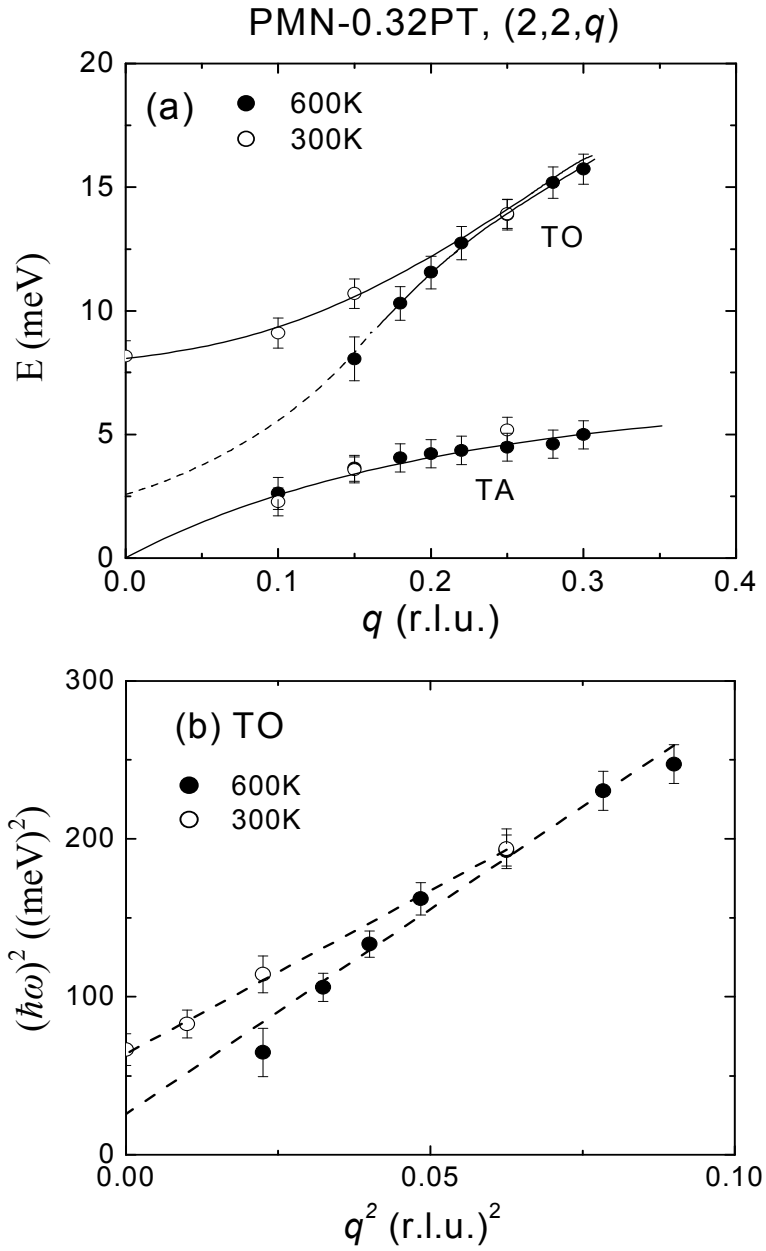 PMN-0.32PT, (2,2,q)
(a)
600K
300K
20
15
10
5
0
E (meV)
TO
TA
0.0 0.1 0.2 0.3 0.4
q (r.l.u.)
(b) TO
600K
300K
300
200
100
0
(ħω)² ((meV)²)
0.00 0.05 0.10
q² (r.l.u.)²